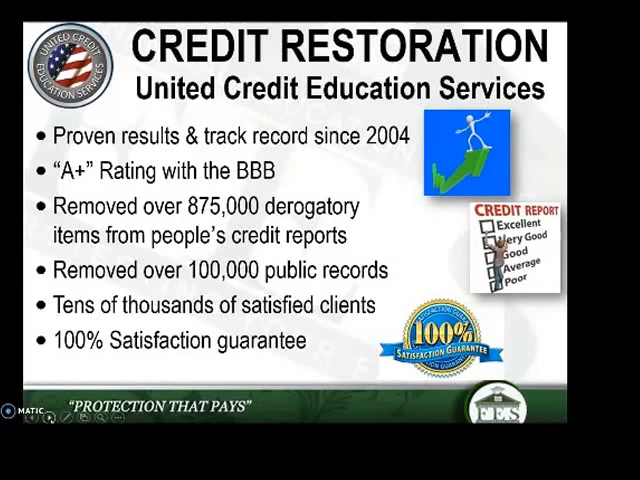 CREDIT RESTORATION
UNITED CREDIT
EDUCATION SERVICES
United Credit Education Services
• Proven results & track record since 2004
• “A+” Rating with the BBB
• Removed over 875,000 derogatory
items from people’s credit reports
CREDIT REPORT
Excellent
Very Good
Good
Average
Poor
• Removed over 100,000 public records
• Tens of thousands of satisfied clients
• 100% Satisfaction guarantee
100%
SATISFACTION GUARANTEE
MATIC
“PROTECTION THAT PAYS”
FES